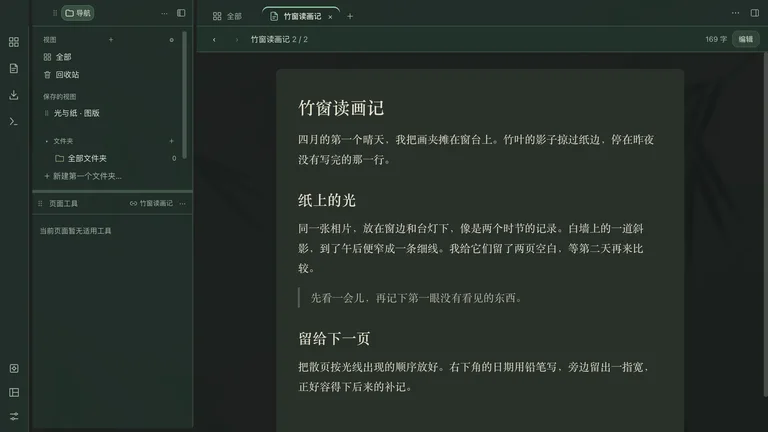 导航
全部
竹窗读画记
视图
竹窗读画记 2 / 2
169 字
编辑
全部
回收站
保存的视图
光与纸 · 图版
文件夹
全部文件夹 0
新建第一个文件夹...
页面工具
竹窗读画记
当前页面暂无适用工具
竹窗读画记
四月的第一个晴天，我把画夹摊在窗台上。竹叶的影子掠过纸边，停在昨夜
没有写完的那一行。
纸上的光
同一张相片，放在窗边和台灯下，像是两个时节的记录。白墙上的一道斜
影，到了午后便窄成一条细线。我给它们留了两页空白，等第二天再来比
较。
先看一会儿，再记下第一眼没有看见的东西。
留给下一页
把散页按光线出现的顺序放好。右下角的日期用铅笔写，旁边留出一指宽，
正好容得下后来的补记。